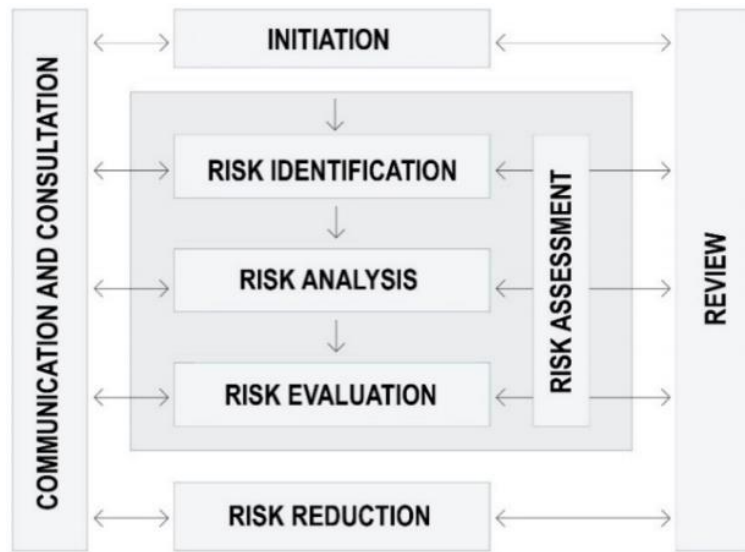 COMMUNICATION AND CONSULTATION
INITIATION
RISK IDENTIFICATION
RISK ANALYSIS
RISK EVALUATION
RISK ASSESSMENT
RISK REDUCTION
REVIEW